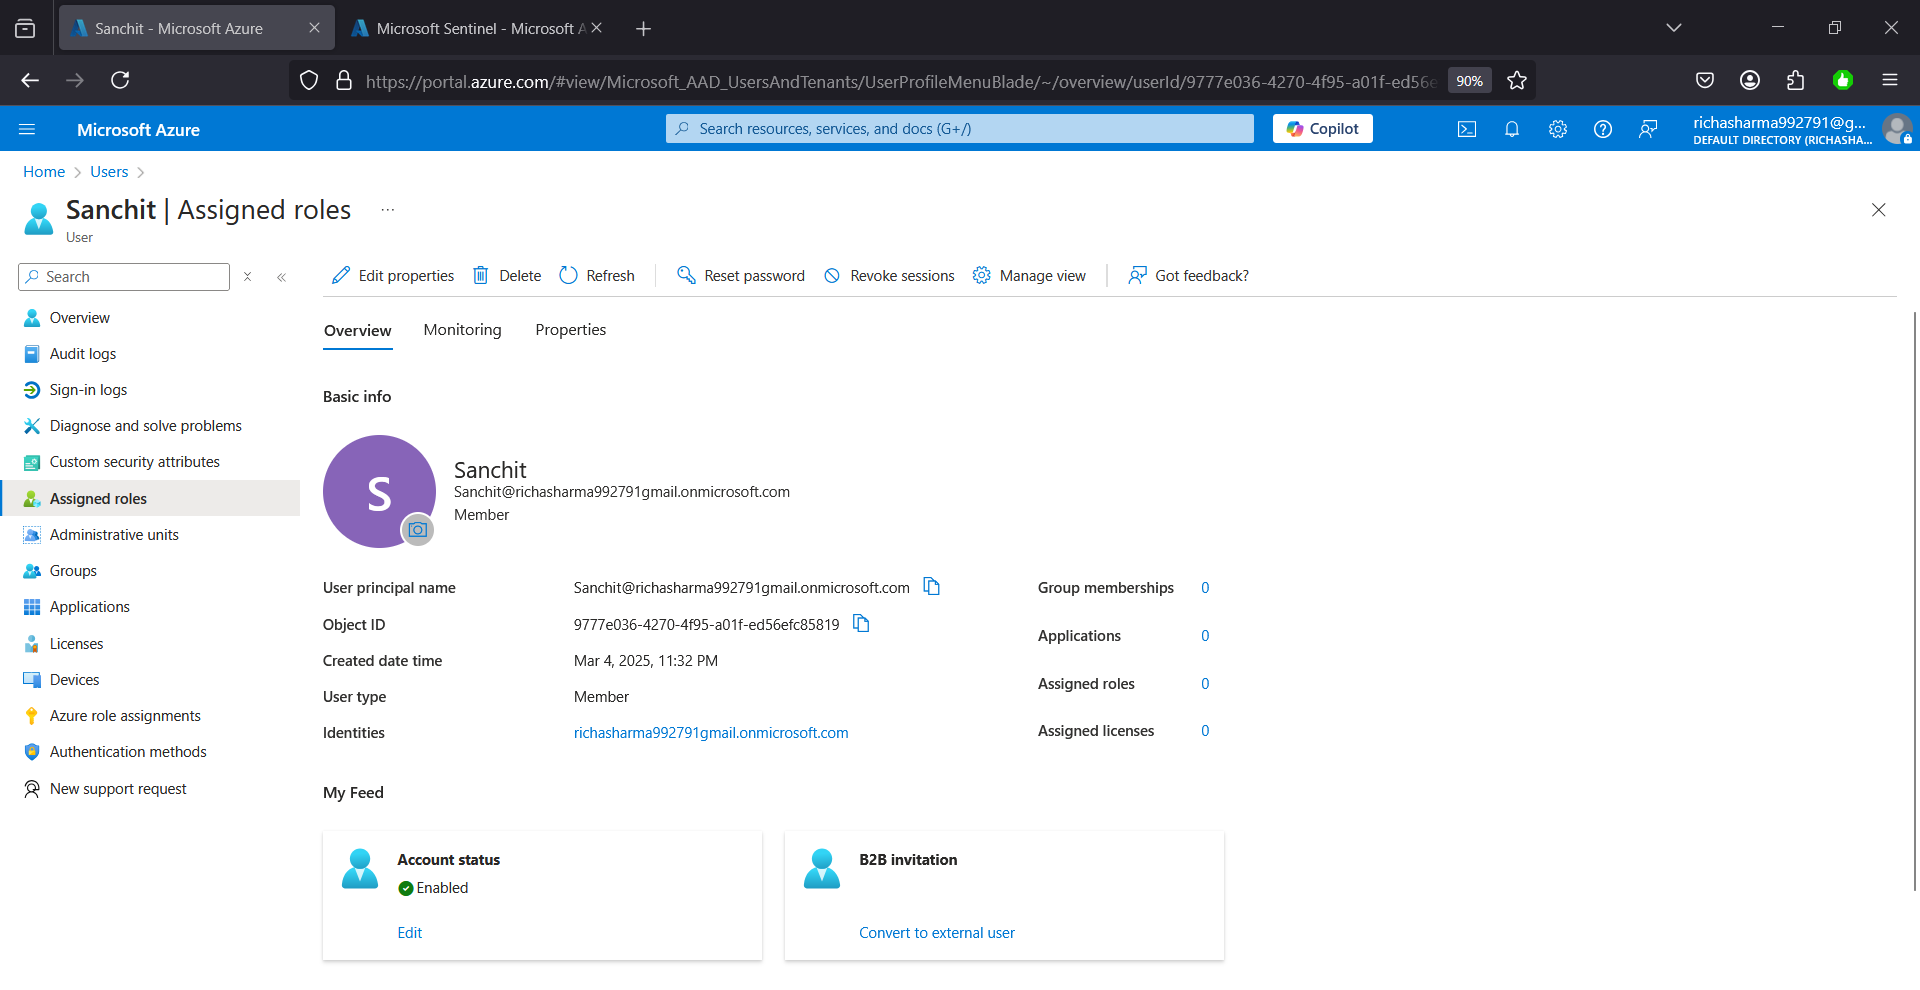 Sanchit - Microsoft Azure
Microsoft Sentinel - Microsoft A
https://portal.azure.com/#view/Microsoft_AAD_UsersAndTenants/UserProfileMenuBlade/~/overview/userId/9777e036-4270-4f95-a01f-ed56e
90%
Microsoft Azure
Search resources, services, and docs (G+/)
Copilot
richasharma992791@g...
DEFAULT DIRECTORY (RICHASHA...
Home > Users >
Sanchit | Assigned roles ...
User
Search
Edit properties
Delete
Refresh
Reset password
Revoke sessions
Manage view
Got feedback?
Overview
Audit logs
Sign-in logs
Diagnose and solve problems
Custom security attributes
Assigned roles
Administrative units
Groups
Applications
Licenses
Devices
Azure role assignments
Authentication methods
New support request
Overview
Monitoring
Properties
Basic info
S
Sanchit
Sanchit@richasharma992791gmail.onmicrosoft.com
Member
User principal name
Sanchit@richasharma992791gmail.onmicrosoft.com
Object ID
9777e036-4270-4f95-a01f-ed56efc85819
Created date time
Mar 4, 2025, 11:32 PM
User type
Member
Identities
richasharma992791gmail.onmicrosoft.com
Group memberships
0
Applications
0
Assigned roles
0
Assigned licenses
0
My Feed
Account status
Enabled
Edit
B2B invitation
Convert to external user